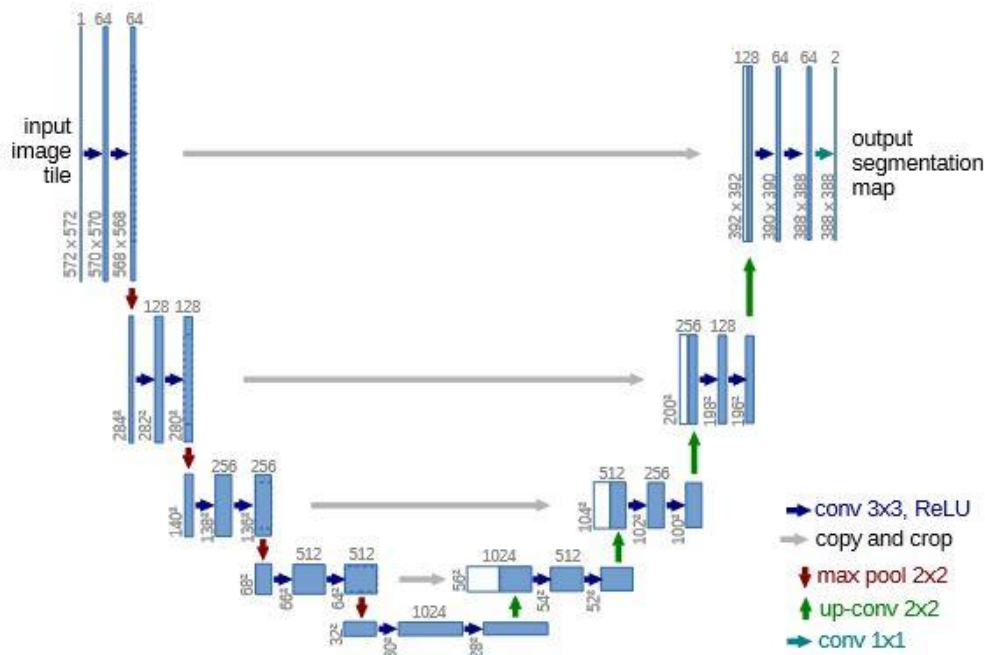 1 64 64
128 64 64 2
input
image
tile
output
segmentation
map
572 x 572
570 x 570
568 x 568
392 x 392
390 x 390
388 x 388
388 x 388
128 128
256 128
284²
282²
280²
200²
198²
196²
256 256
512 256
140²
138²
136²
104²
102²
100²
conv 3x3, ReLU
copy and crop
max pool 2x2
up-conv 2x2
conv 1x1
512 512
1024 512
68²
66²
64²
56²
54²
52²
1024
32²
30²
28²